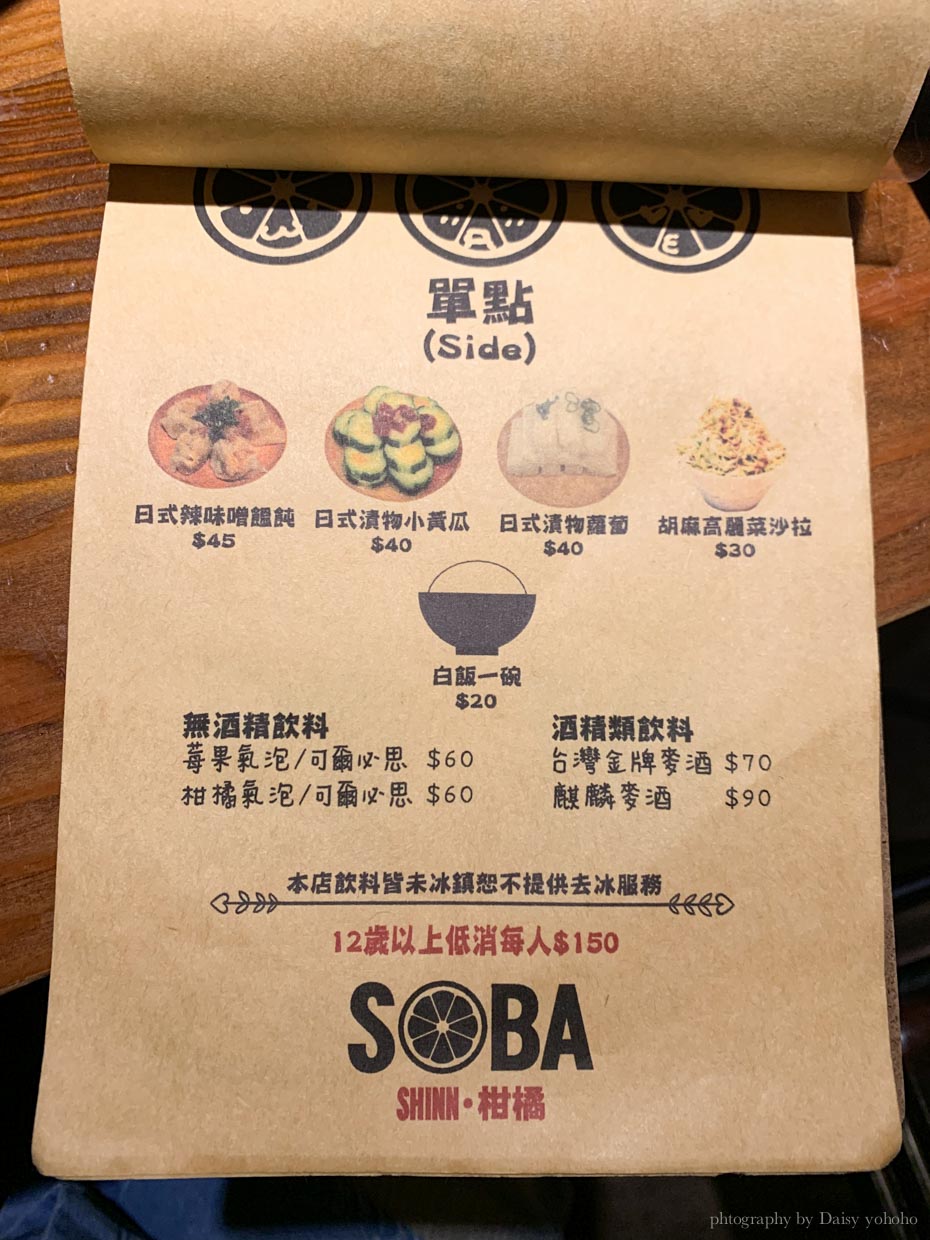 單點
(Side)
日式辣味噌餛飩 日式漬物小黃瓜 日式漬物蘿蔔 胡麻高麗菜沙拉
$45 $40 $40 $30
白飯一碗
$20
無酒精飲料 酒精類飲料
莓果氣泡/可爾必思 $60 台灣金牌麥酒 $70
柑橘氣泡/可爾必思 $60 麒麟麥酒 $90
本店飲料皆未冰鎮恕不提供去冰服務
12歲以上低消每人$150
SOBA
SHINN·柑橘
phtography by Daisy yohoho